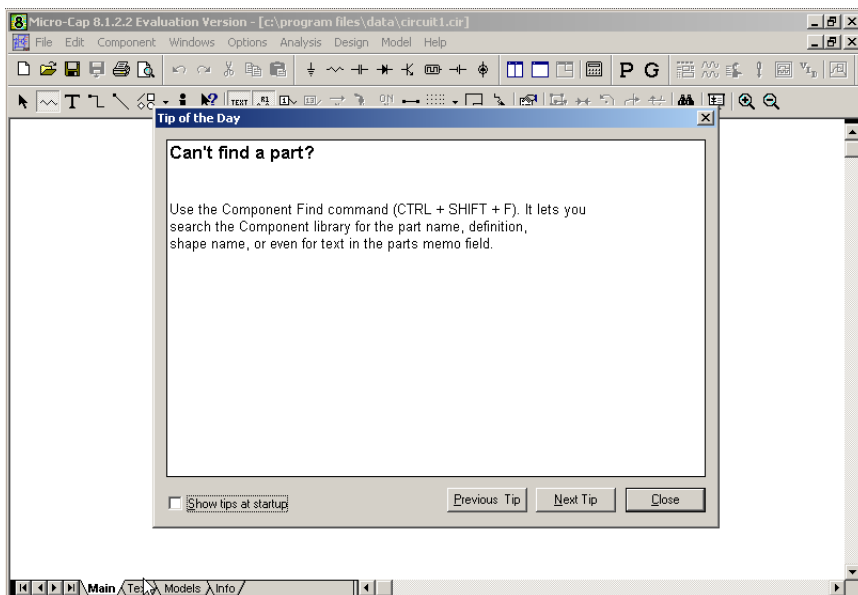 Micro-Cap 8.1.2.2 Evaluation Version - [c:\program files\data\circuit1.cir]
File Edit Component Windows Options Analysis Design Model Help
P G
T TEXT
Tip of the Day
Can't find a part?
Use the Component Find command (CTRL + SHIFT + F). It lets you
search the Component library for the part name, definition,
shape name, or even for text in the parts memo field.
Show tips at startup
Previous Tip
Next Tip
Close
Main
Models
Info